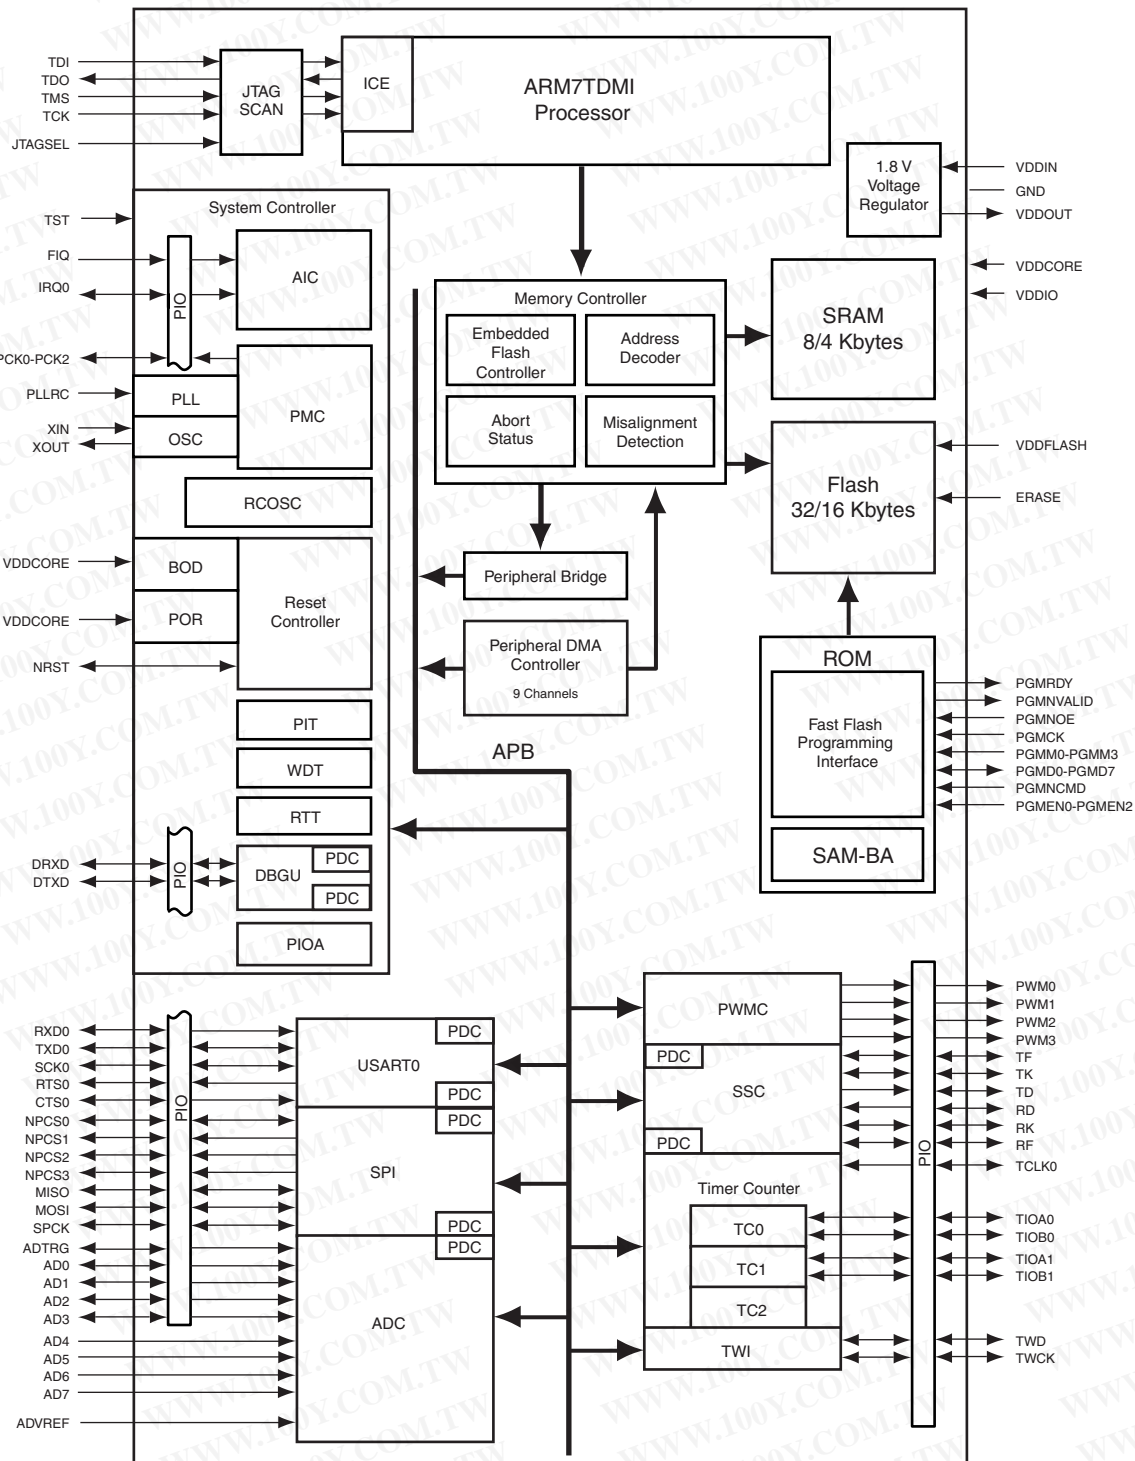 TDI
TDO
TMS
TCK
JTAGSEL
JTAG
SCAN
ICE
ARM7TDMI
Processor
1.8 V
Voltage
Regulator
VDDIN
GND
VDDOUT
VDDCORE
VDDIO
System Controller
TST
FIQ
IRQ0
PIO
AIC
PCK0-PCK2
PLLRC
PLL
XIN
XOUT
OSC
PMC
RCOSC
VDDCORE
BOD
VDDCORE
POR
NRST
Reset
Controller
PIT
WDT
RTT
DRXD
DTXD
PIO
DBGU
PDC
PDC
PIOA
Memory Controller
Embedded
Flash
Controller
Address
Decoder
Abort
Status
Misalignment
Detection
SRAM
8/4 Kbytes
Flash
32/16 Kbytes
VDDFLASH
ERASE
Peripheral Bridge
Peripheral DMA
Controller
9 Channels
APB
ROM
Fast Flash
Programming
Interface
SAM-BA
PGMRDY
PGMNVALID
PGMNOE
PGMCK
PGMM0-PGMM3
PGMD0-PGMD7
PGMNCMD
PGMEN0-PGMEN2
RXD0
TXD0
SCK0
RTS0
CTS0
NPCS0
NPCS1
NPCS2
NPCS3
MISO
MOSI
SPCK
ADTRG
AD0
AD1
AD2
AD3
AD4
AD5
AD6
AD7
ADVREF
PIO
PDC
USART0
PDC
PDC
SPI
PDC
PDC
ADC
PWMC
PDC
SSC
PDC
Timer Counter
TC0
TC1
TC2
TWI
PIO
PWM0
PWM1
PWM2
PWM3
TF
TK
TD
RD
RK
RF
TCLK0
TIOA0
TIOB0
TIOA1
TIOB1
TWD
TWCK
WWW.100Y.COM.TW